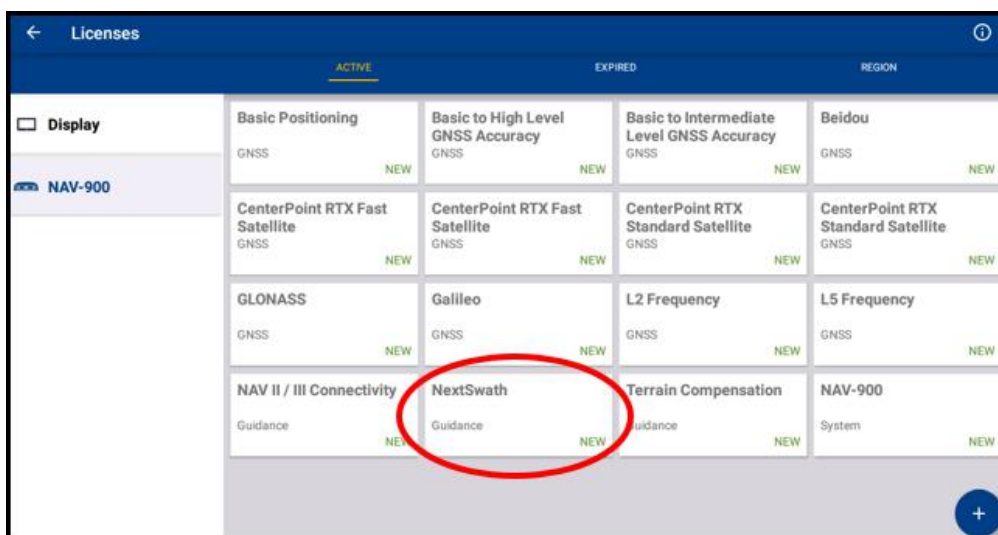 Licenses
ACTIVE EXPIRED REGION
Display
NAV-900
Basic Positioning
GNSS
NEW
Basic to High Level
GNSS Accuracy
GNSS
NEW
Basic to Intermediate
Level GNSS Accuracy
GNSS
NEW
Beidou
GNSS
NEW
CenterPoint RTX Fast
Satellite
GNSS
NEW
CenterPoint RTX Fast
Satellite
GNSS
NEW
CenterPoint RTX
Standard Satellite
GNSS
NEW
CenterPoint RTX
Standard Satellite
GNSS
NEW
GLONASS
GNSS
NEW
Galileo
GNSS
NEW
L2 Frequency
GNSS
NEW
L5 Frequency
GNSS
NEW
NAV II / III Connectivity
Guidance
NEW
NextSwath
Guidance
NEW
Terrain Compensation
Guidance
NEW
NAV-900
System
NEW